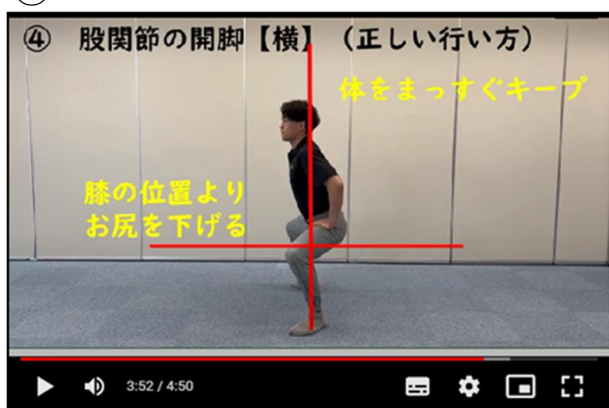 ④ 股関節の開脚【横】（正しい行い方）
体をまっすぐキープ
膝の位置より
お尻を下げる
3:52 / 4:50